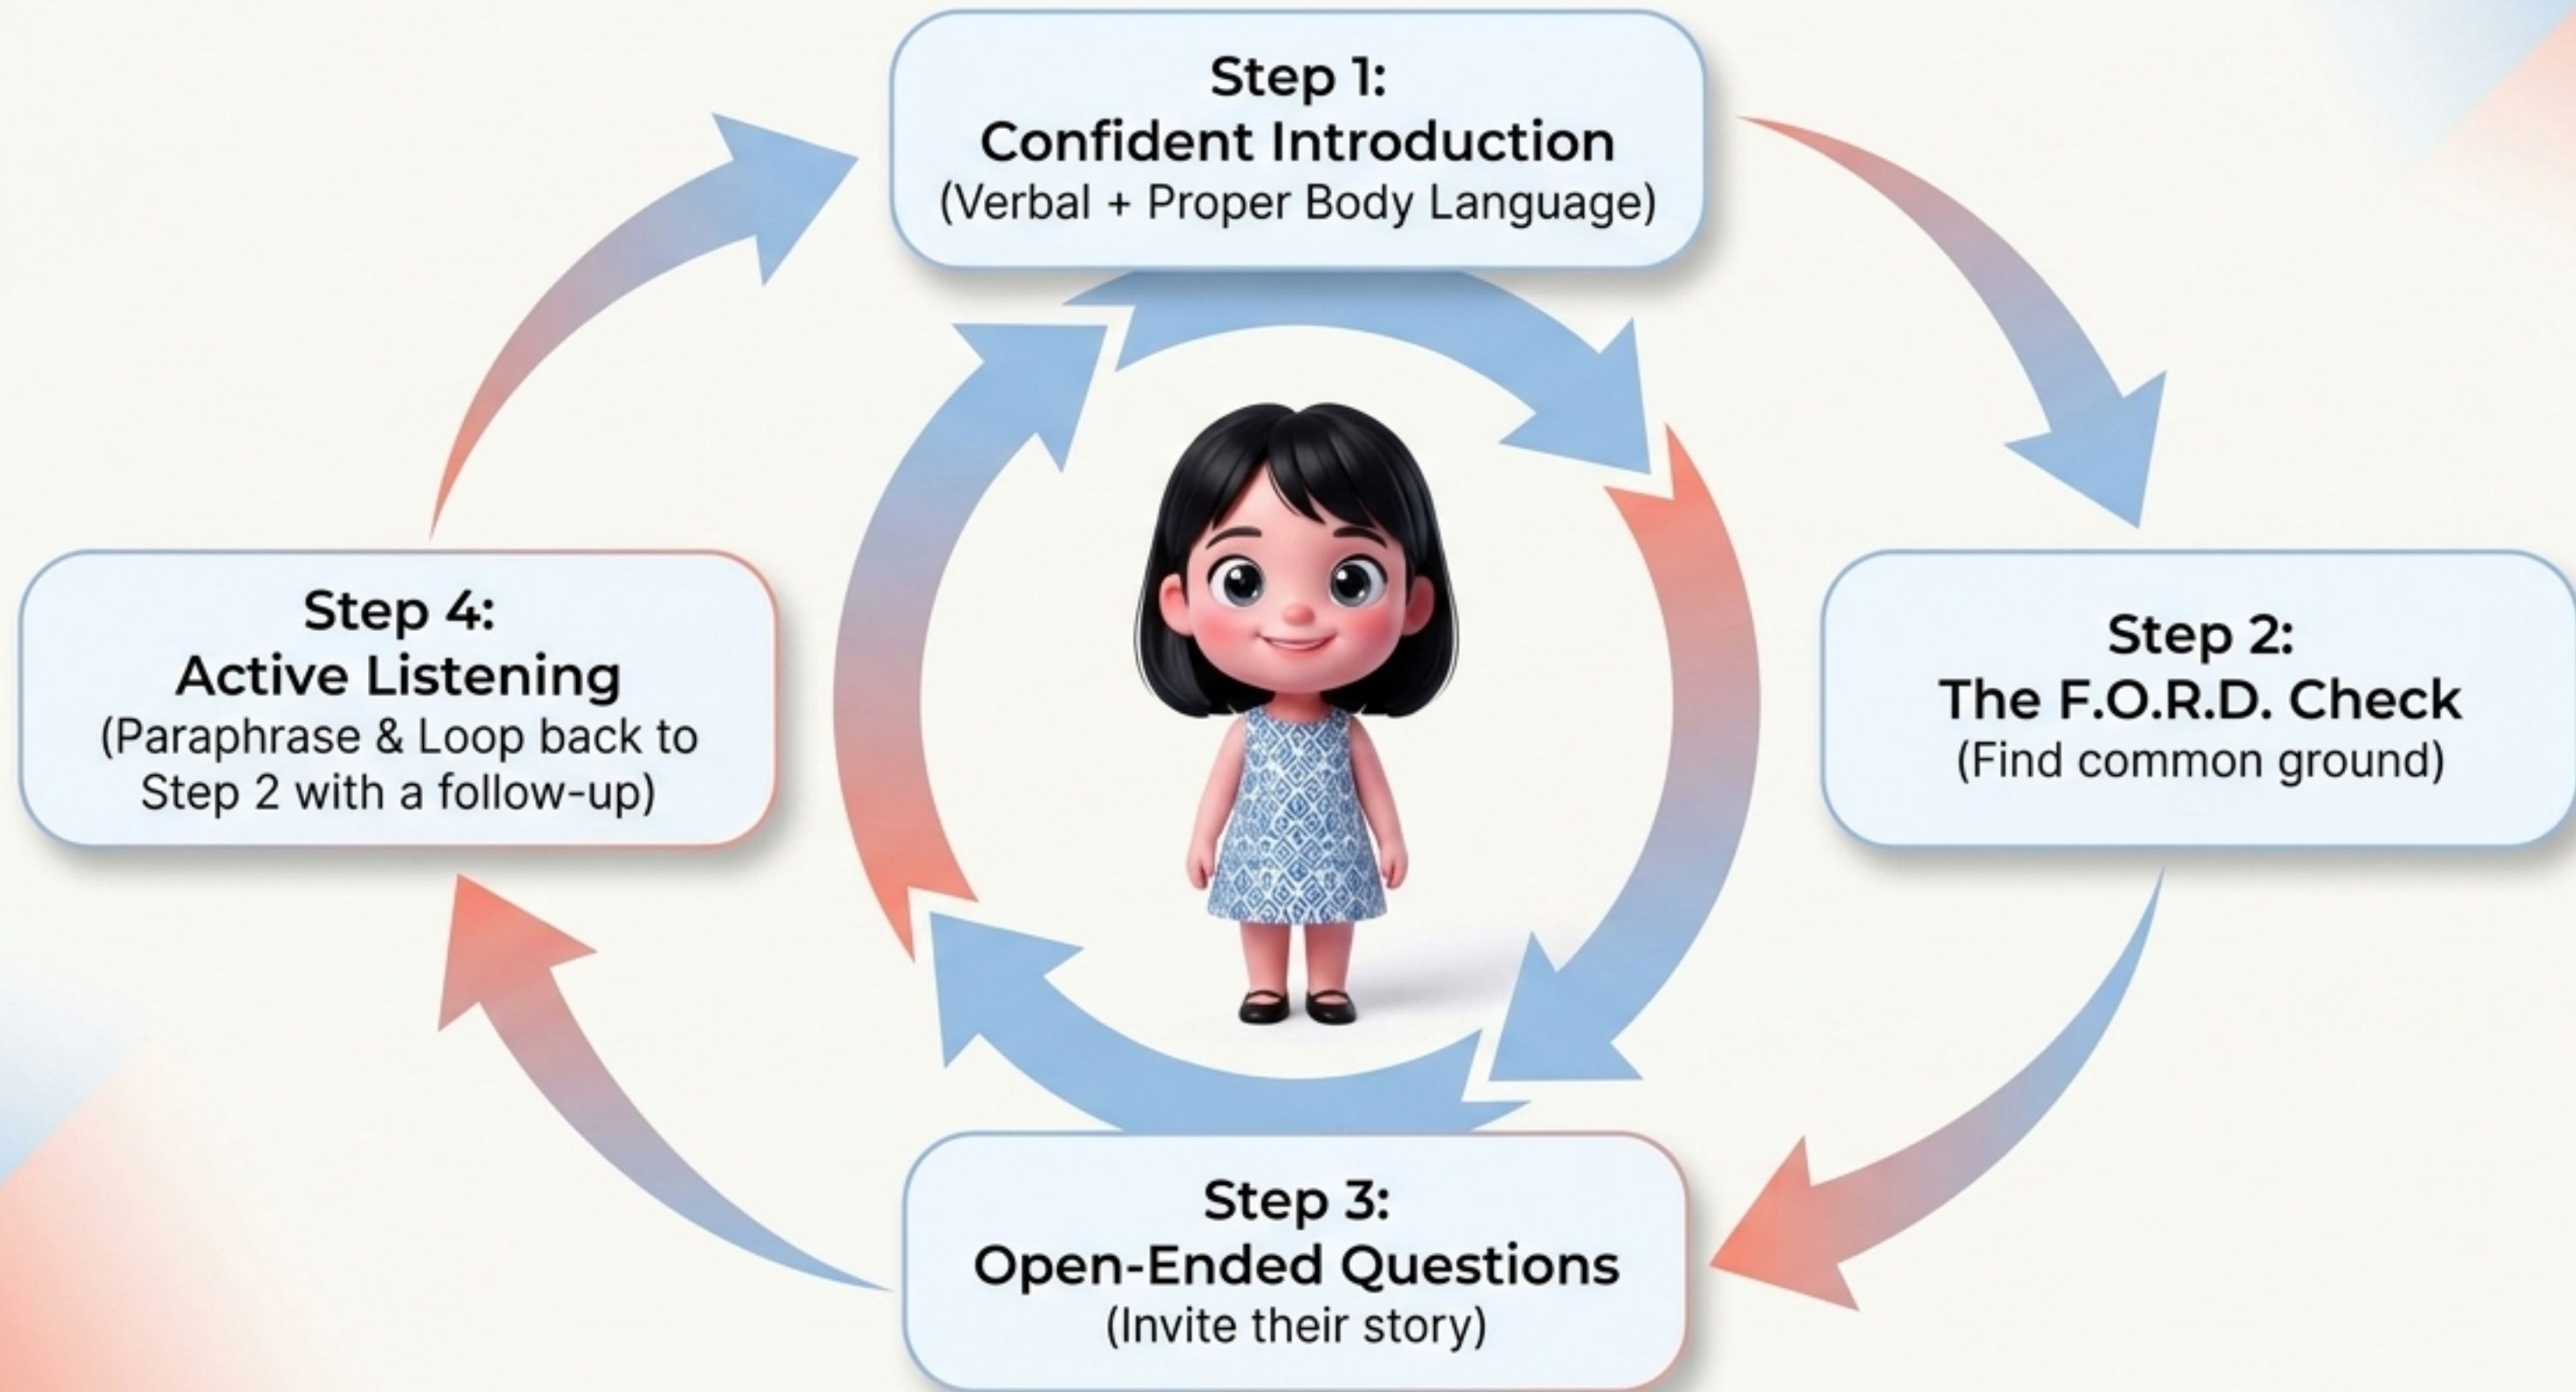 Step 1:
Confident Introduction
(Verbal + Proper Body Language)
Step 2:
The F.O.R.D. Check
(Find common ground)
Step 3:
Open-Ended Questions
(Invite their story)
Step 4:
Active Listening
(Paraphrase & Loop back to
Step 2 with a follow-up)